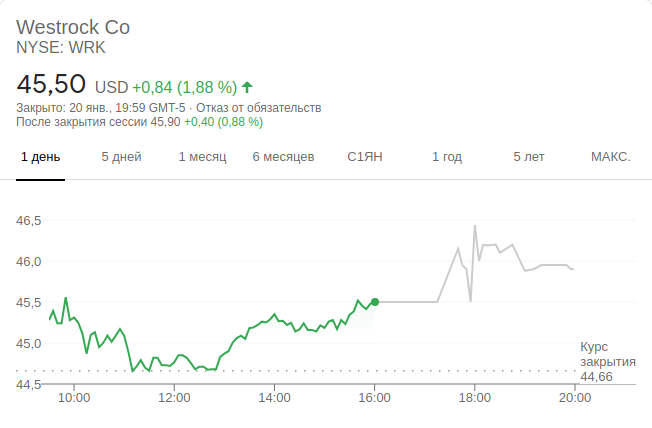 Westrock Co
NYSE: WRK
45,50 USD +0,84 (1,88 %)
Закрыто: 20 янв., 19:59 GMT-5 · Отказ от обязательств
После закрытия сессии 45,90 +0,40 (0,88 %)
1 день 5 дней 1 месяц 6 месяцев С1ЯН 1 год 5 лет МАКС.
46,5
46,0
45,5
45,0
44,5
Курс
закрытия
44,66
10:00 12:00 14:00 16:00 18:00 20:00